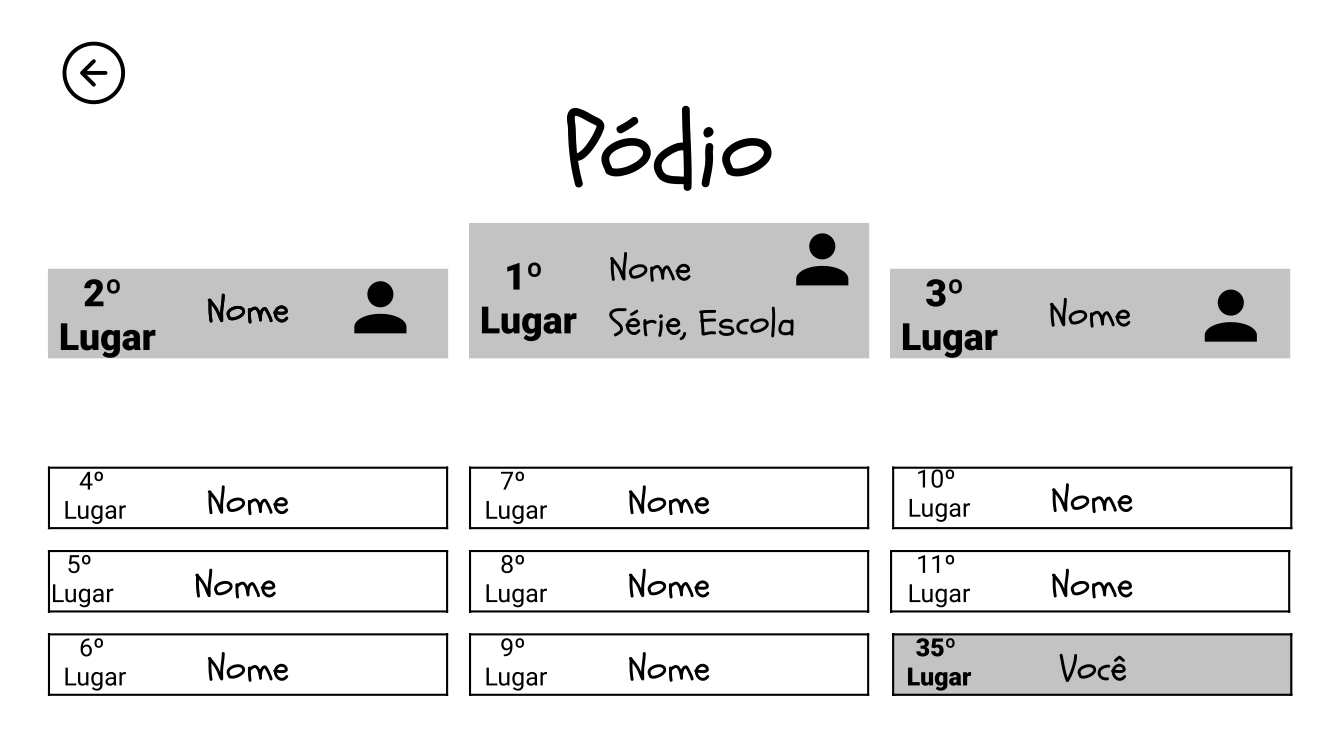 Pódio
2º
Lugar
Nome
1º
Lugar
Nome
Série, Escola
3º
Lugar
Nome
4º
Lugar
Nome
5º
Lugar
Nome
6º
Lugar
Nome
7º
Lugar
Nome
8º
Lugar
Nome
9º
Lugar
Nome
10º
Lugar
Nome
11º
Lugar
Nome
35º
Lugar
Você